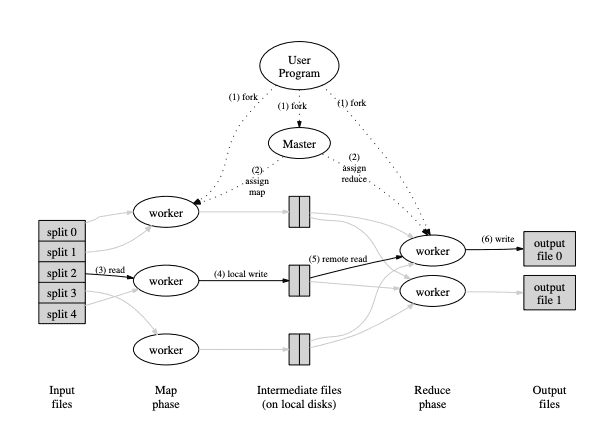 User
Program
(1) fork
(1) fork
(1) fork
Master
(2)
assign
map
(2)
assign
reduce
worker
split 0
split 1
split 2
split 3
split 4
(3) read
worker
(4) local write
(5) remote read
worker
(6) write
output
file 0
worker
output
file 1
worker
Input
files
Map
phase
Intermediate files
(on local disks)
Reduce
phase
Output
files